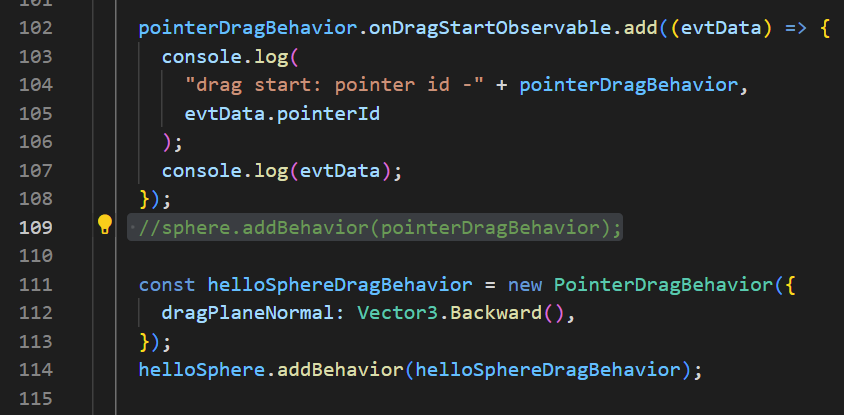 101
102 pointerDragBehavior.onDragStartObservable.add((evtData) => {
103 console.log(
104 "drag start: pointer id -" + pointerDragBehavior,
105 evtData.pointerId
106 );
107 console.log(evtData);
108 });
109 //sphere.addBehavior(pointerDragBehavior);
110
111 const helloSphereDragBehavior = new PointerDragBehavior({
112 dragPlaneNormal: Vector3.Backward(),
113 });
114 helloSphere.addBehavior(helloSphereDragBehavior);
115